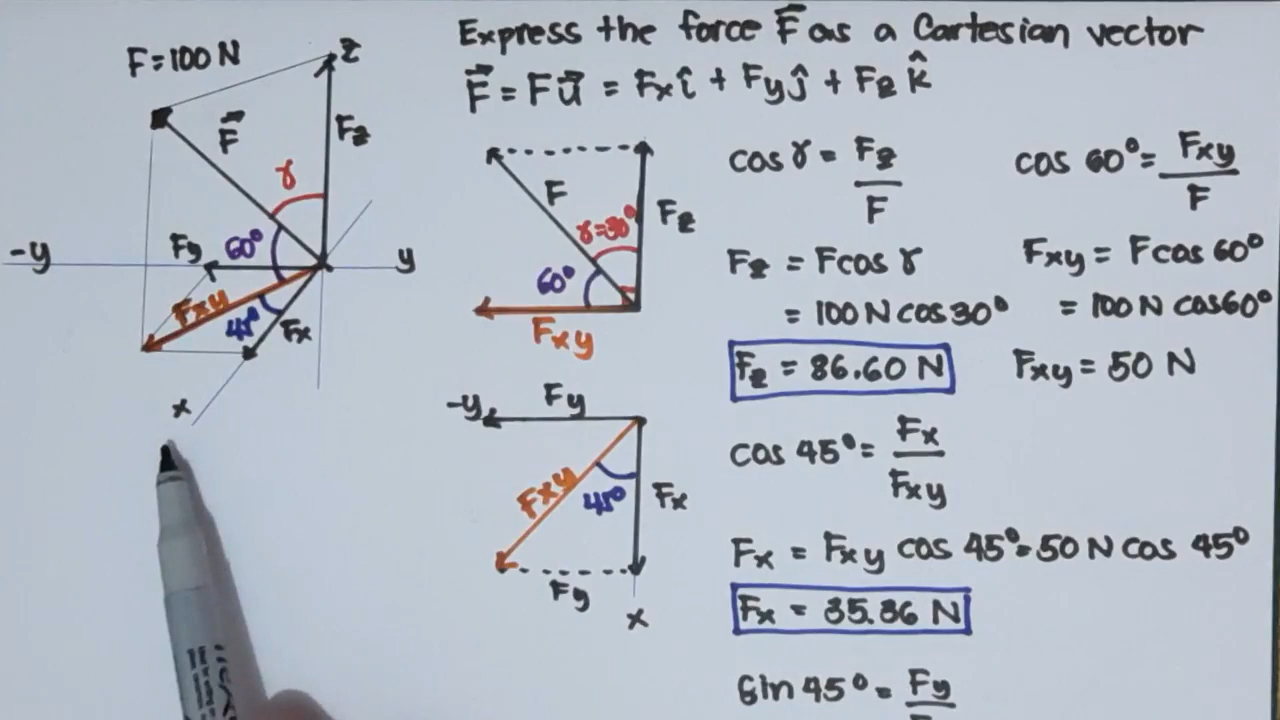 Express the force F⃗ as a Cartesian vector
F⃗ = F u⃗ = Fx î + Fy ĵ + Fz k̂
F = 100 N
z
F⃗
Fz
γ
-y
Fy
60°
y
Fxy
45°
Fx
x
F
Fz
γ=30°
60°
Fxy
-y
Fy
Fxy
45°
Fx
Fy
x
cos γ = Fz / F
Fz = F cos γ
= 100 N cos 30°
Fz = 86.60 N
cos 60° = Fxy / F
Fxy = F cos 60°
= 100 N cos 60°
Fxy = 50 N
cos 45° = Fx / Fxy
Fx = Fxy cos 45° = 50 N cos 45°
Fx = 35.36 N
sin 45° = Fy